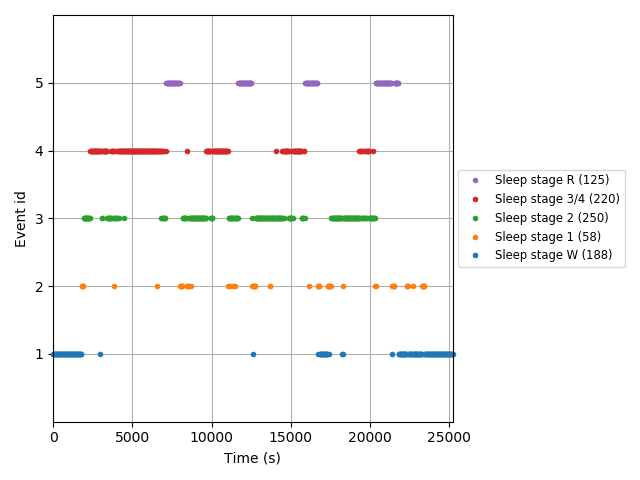 5
4
3
2
1
Event id
0 5000 10000 15000 20000 25000
Time (s)
Sleep stage R (125)
Sleep stage 3/4 (220)
Sleep stage 2 (250)
Sleep stage 1 (58)
Sleep stage W (188)